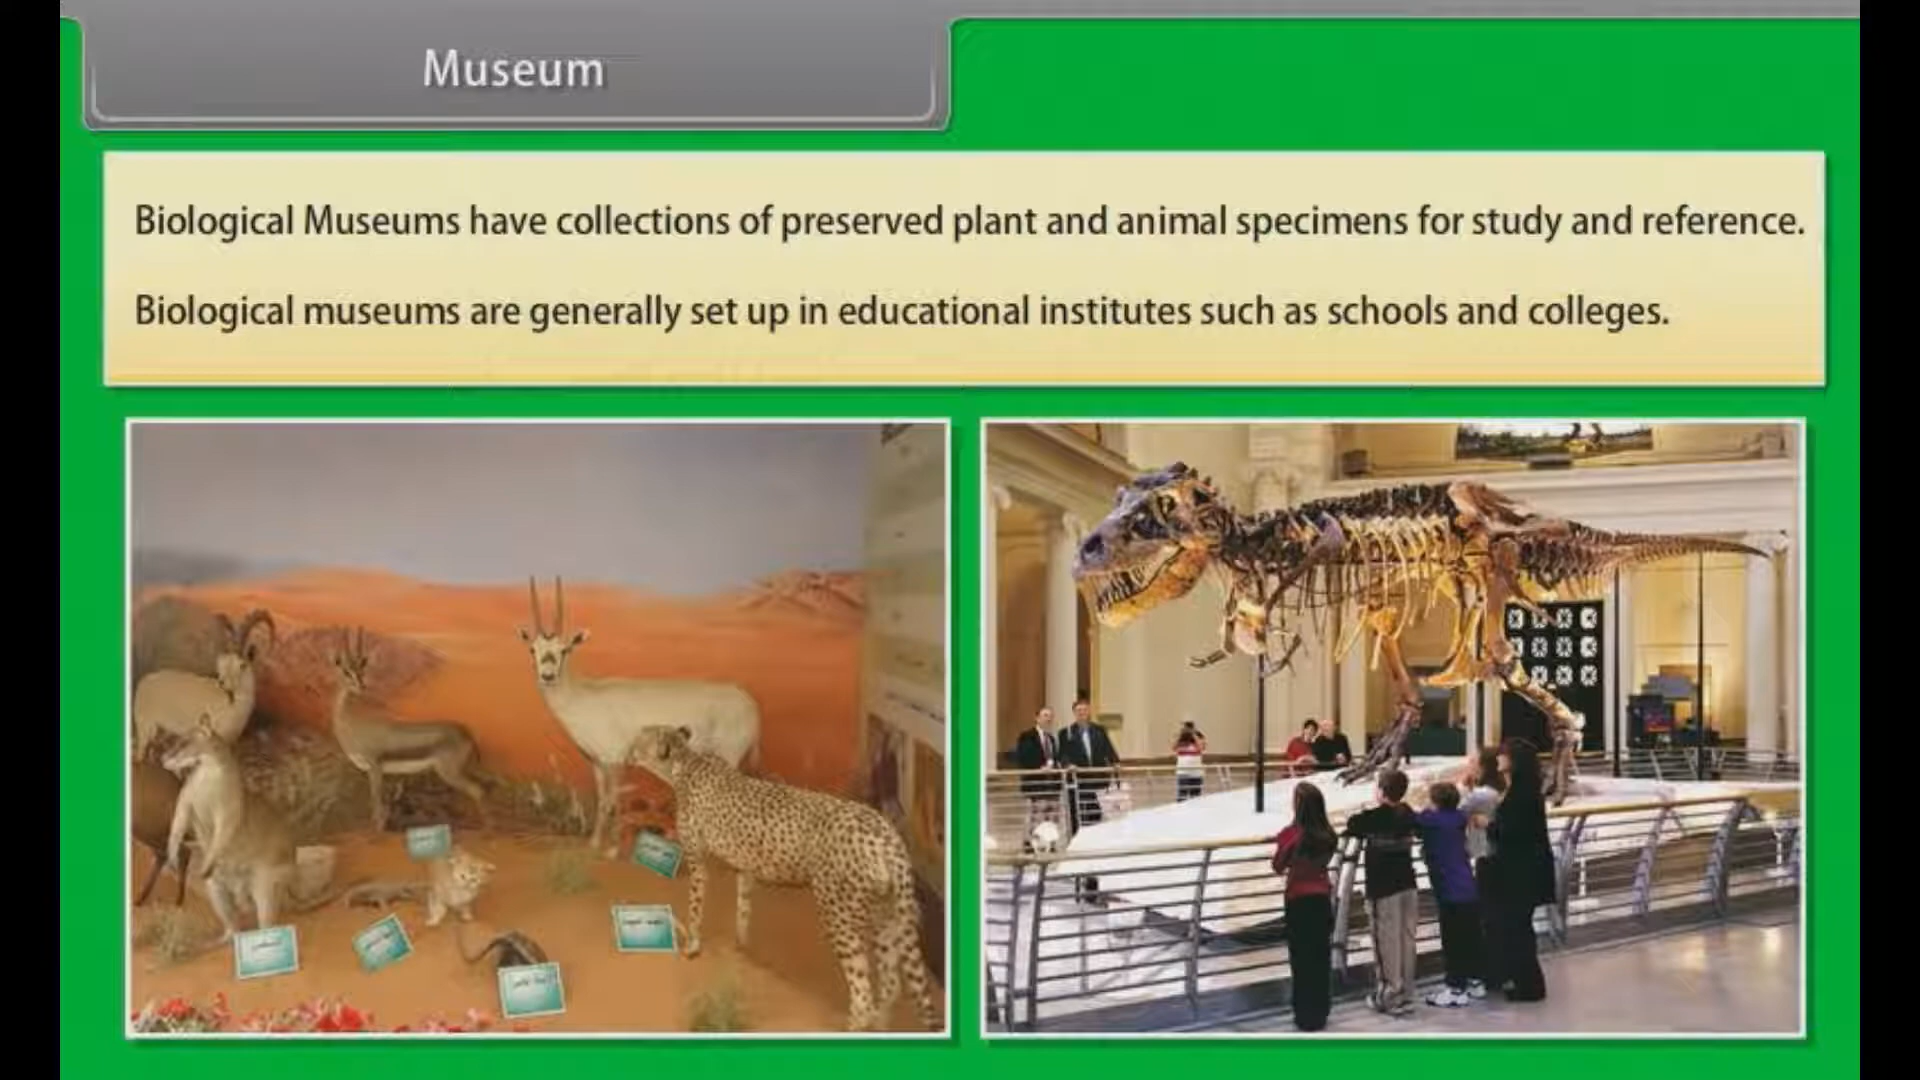 Museum
Biological Museums have collections of preserved plant and animal specimens for study and reference.
Biological museums are generally set up in educational institutes such as schools and colleges.